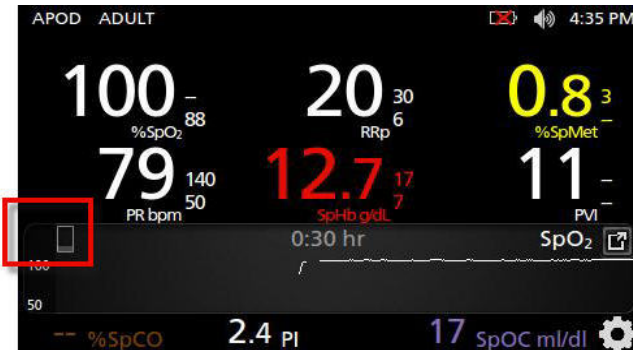 APOD ADULT 4:35 PM
100 – 88 %SpO₂
20 30 6 RRp
0.8 3 – %SpMet
79 140 50 PR bpm
12.7 17 7 SpHb g/dL
11 – – PVI
0:30 hr SpO₂
100
50
-- %SpCO 2.4 PI 17 SpOC ml/dl